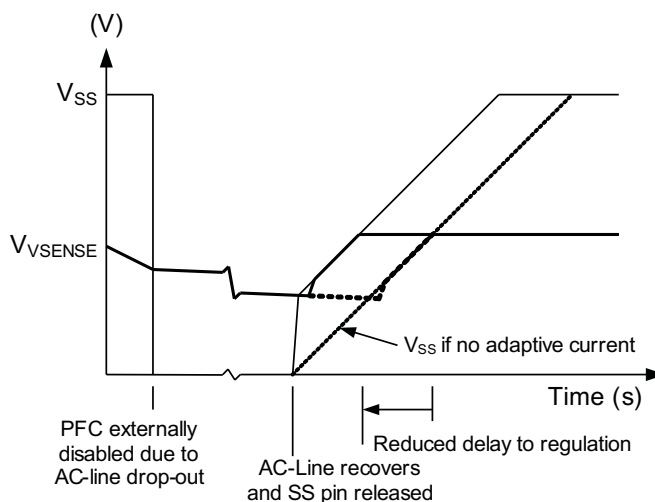 (V)
VSS
VVSENSE
VSS if no adaptive current
Time (s)
PFC externally
disabled due to
AC-line drop-out
AC-Line recovers
and SS pin released
Reduced delay to regulation